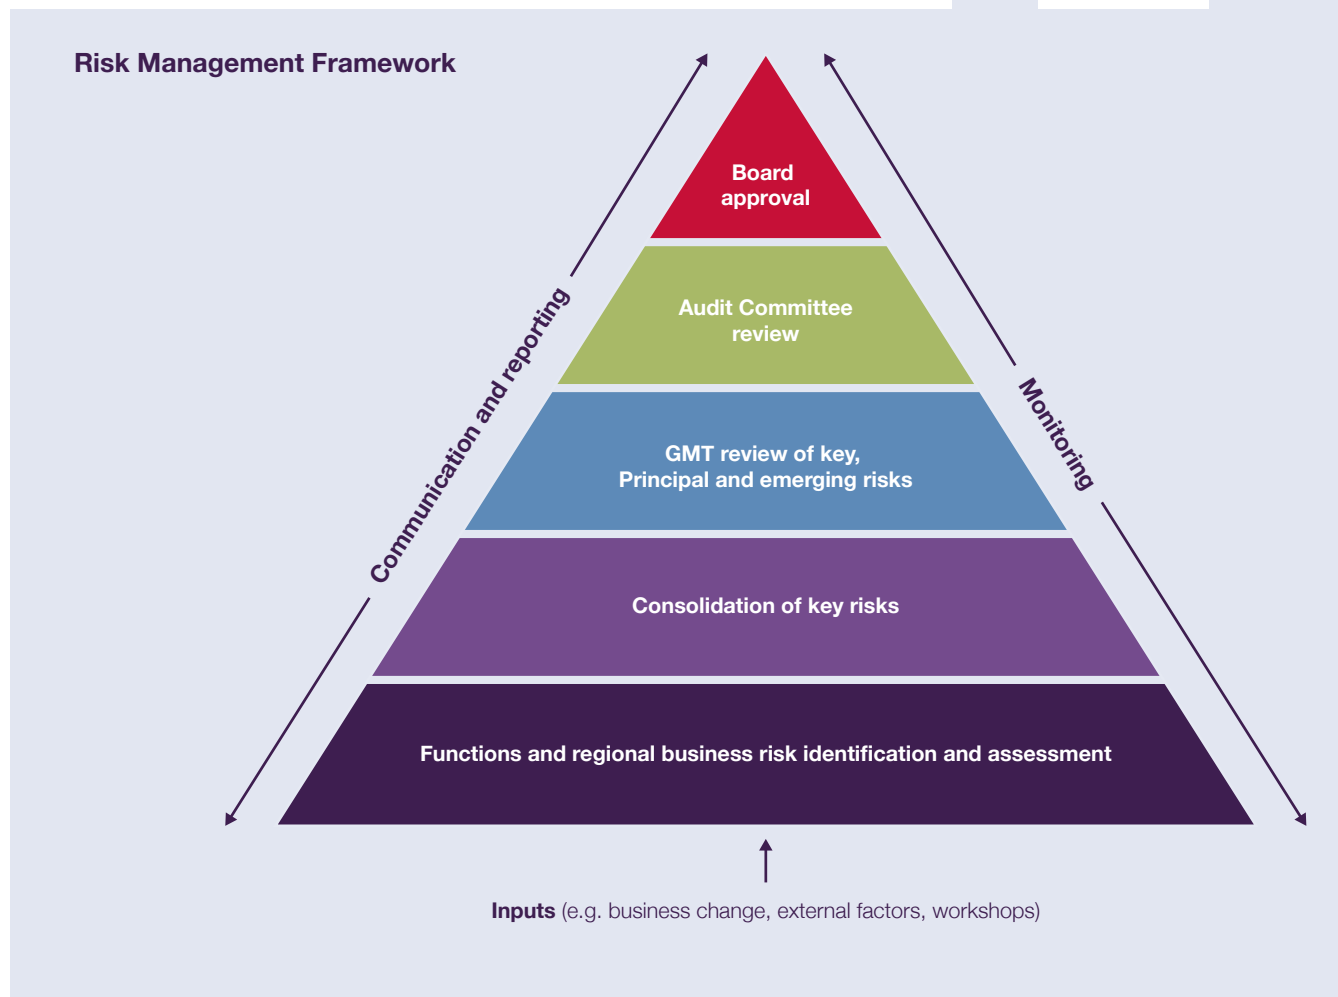 Risk Management Framework
Board
approval
Audit Committee
review
GMT review of key,
Principal and emerging risks
Consolidation of key risks
Functions and regional business risk identification and assessment
Communication and reporting
Monitoring
Inputs (e.g. business change, external factors, workshops)